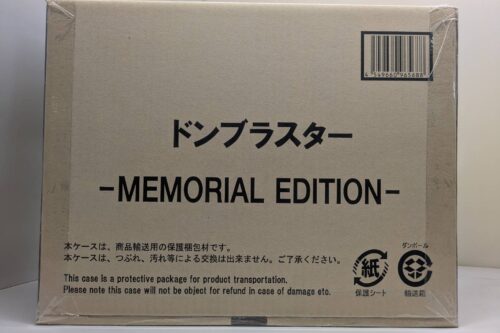 4549660965688
ドンブラスター
-MEMORIAL EDITION-
本ケースは、商品輸送用の保護梱包材です。
本ケースは、つぶれ、汚れ等による交換は出来ません。ご了承ください。
This case is a protective package for product transportation.
Please note this case will not be object for refund in case of damage etc.
紙
保護シート
ダンボール
輸送箱